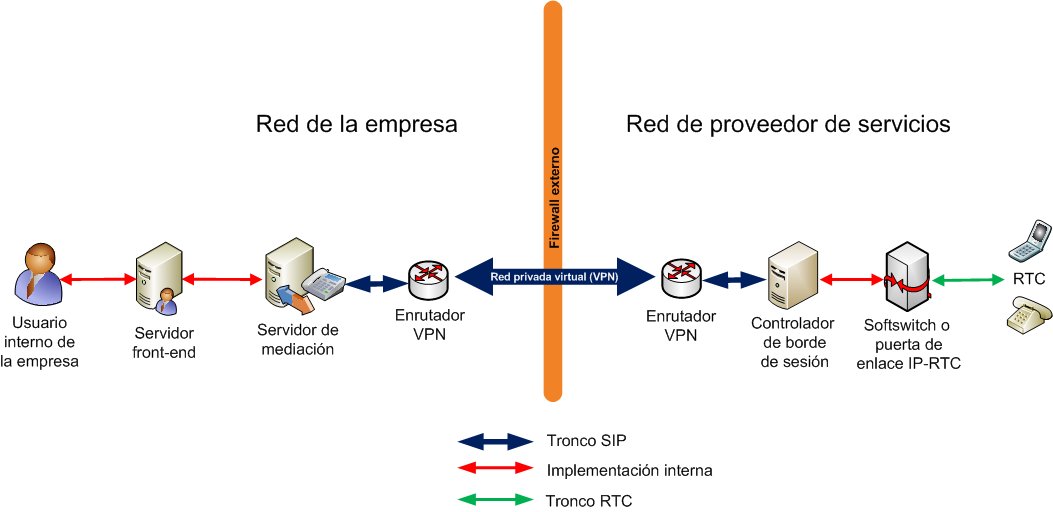 Red de la empresa
Red de proveedor de servicios
Firewall externo
Red privada virtual (VPN)
Usuario
interno de
la empresa
Servidor
front-end
Servidor de
mediación
Enrutador
VPN
Enrutador
VPN
Controlador
de borde
de sesión
Softswitch o
puerta de
enlace IP-RTC
RTC
Tronco SIP
Implementación interna
Tronco RTC